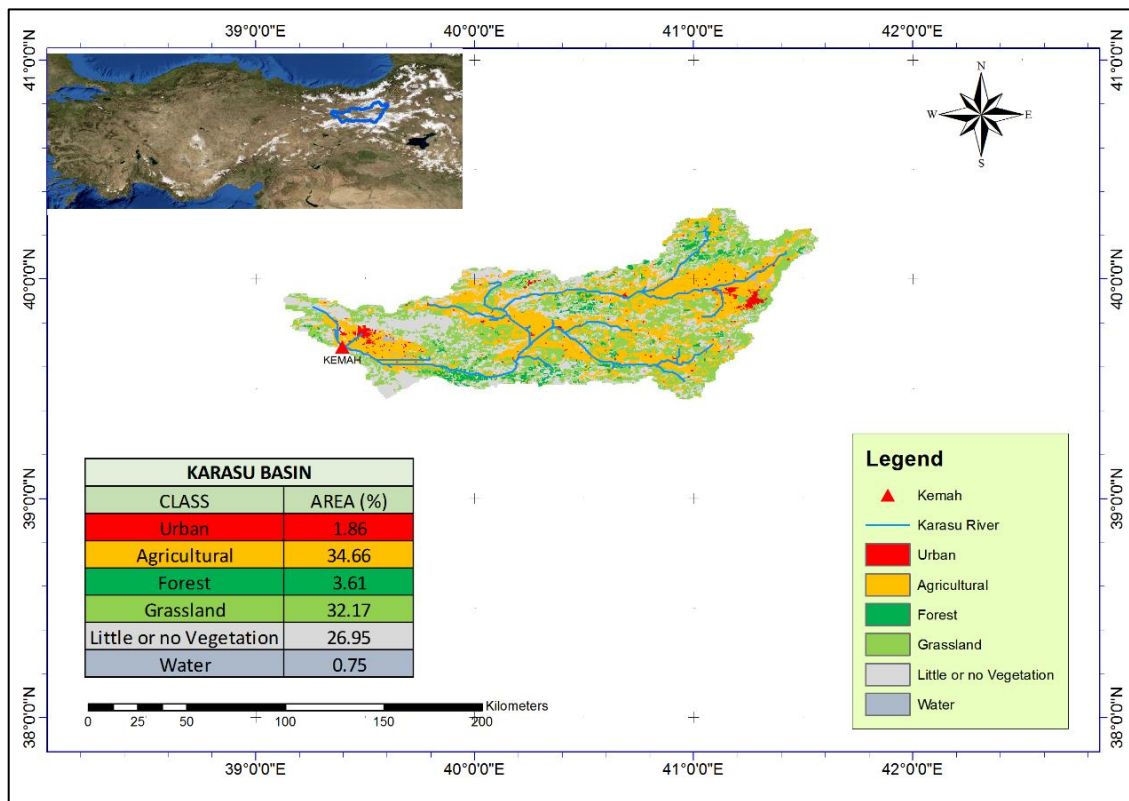 39°0'0"E 40°0'0"E 41°0'0"E 42°0'0"E
41°0'0"N 41°0'0"N
N
W E
S
40°0'0"N 40°0'0"N
KEMAH
39°0'0"N 39°0'0"N
KARASU BASIN
CLASS AREA (%)
Urban 1.86
Agricultural 34.66
Forest 3.61
Grassland 32.17
Little or no Vegetation 26.95
Water 0.75
Legend
Kemah
Karasu River
Urban
Agricultural
Forest
Grassland
Little or no Vegetation
Water
Kilometers
0 25 50 100 150 200
38°0'0"N 38°0'0"N
39°0'0"E 40°0'0"E 41°0'0"E 42°0'0"E